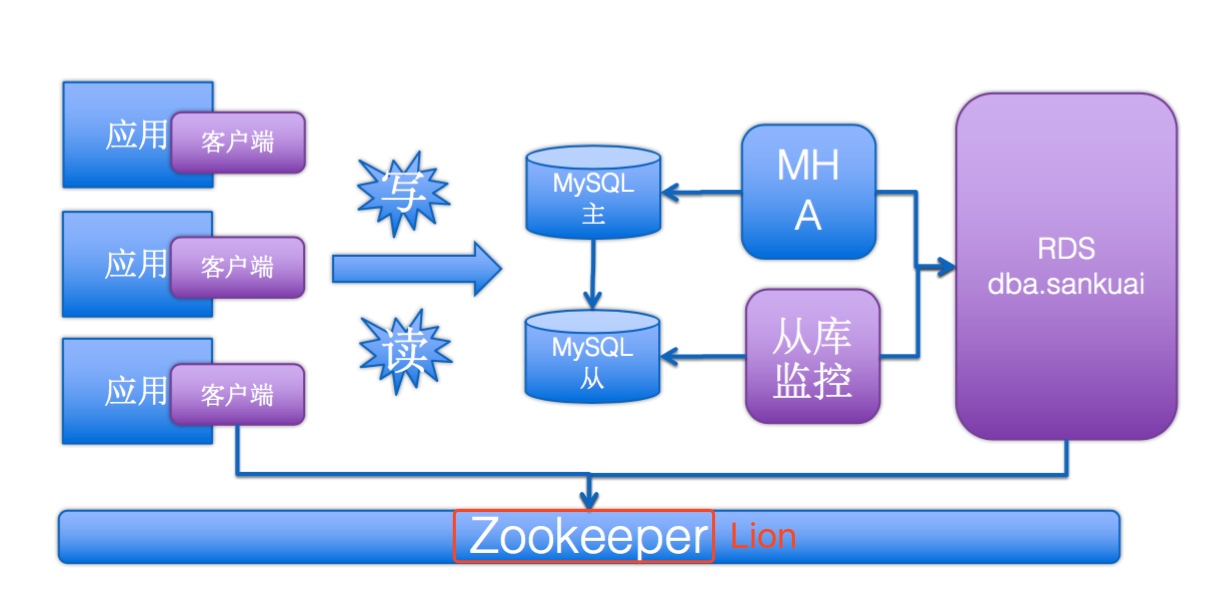 应用
客户端
应用
客户端
应用
客户端
写
读
MySQL
主
MySQL
从
MH
A
从库
监控
RDS
dba.sankuai
Zookeeper
Lion